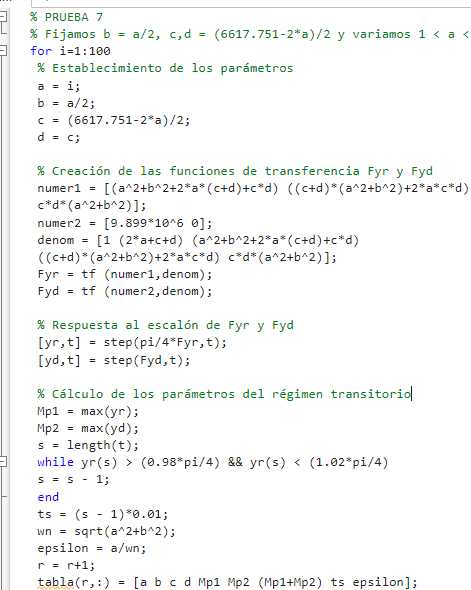 % PRUEBA 7
% Fijamos b = a/2, c,d = (6617.751-2*a)/2 y variamos 1 < a <
for i=1:100
% Establecimiento de los parámetros
a = i;
b = a/2;
c = (6617.751-2*a)/2;
d = c;
% Creación de las funciones de transferencia Fyr y Fyd
numer1 = [(a^2+b^2+2*a*(c+d)+c*d) ((c+d)*(a^2+b^2)+2*a*c*d)
c*d*(a^2+b^2)];
numer2 = [9.899*10^6 0];
denom = [1 (2*a+c+d) (a^2+b^2+2*a*(c+d)+c*d)
((c+d)*(a^2+b^2)+2*a*c*d) c*d*(a^2+b^2)];
Fyr = tf (numer1,denom);
Fyd = tf (numer2,denom);
% Respuesta al escalón de Fyr y Fyd
[yr,t] = step(pi/4*Fyr,t);
[yd,t] = step(Fyd,t);
% Cálculo de los parámetros del régimen transitorio
Mp1 = max(yr);
Mp2 = max(yd);
s = length(t);
while yr(s) > (0.98*pi/4) && yr(s) < (1.02*pi/4)
s = s - 1;
end
ts = (s - 1)*0.01;
wn = sqrt(a^2+b^2);
epsilon = a/wn;
r = r+1;
tabla(r,:) = [a b c d Mp1 Mp2 (Mp1+Mp2) ts epsilon];